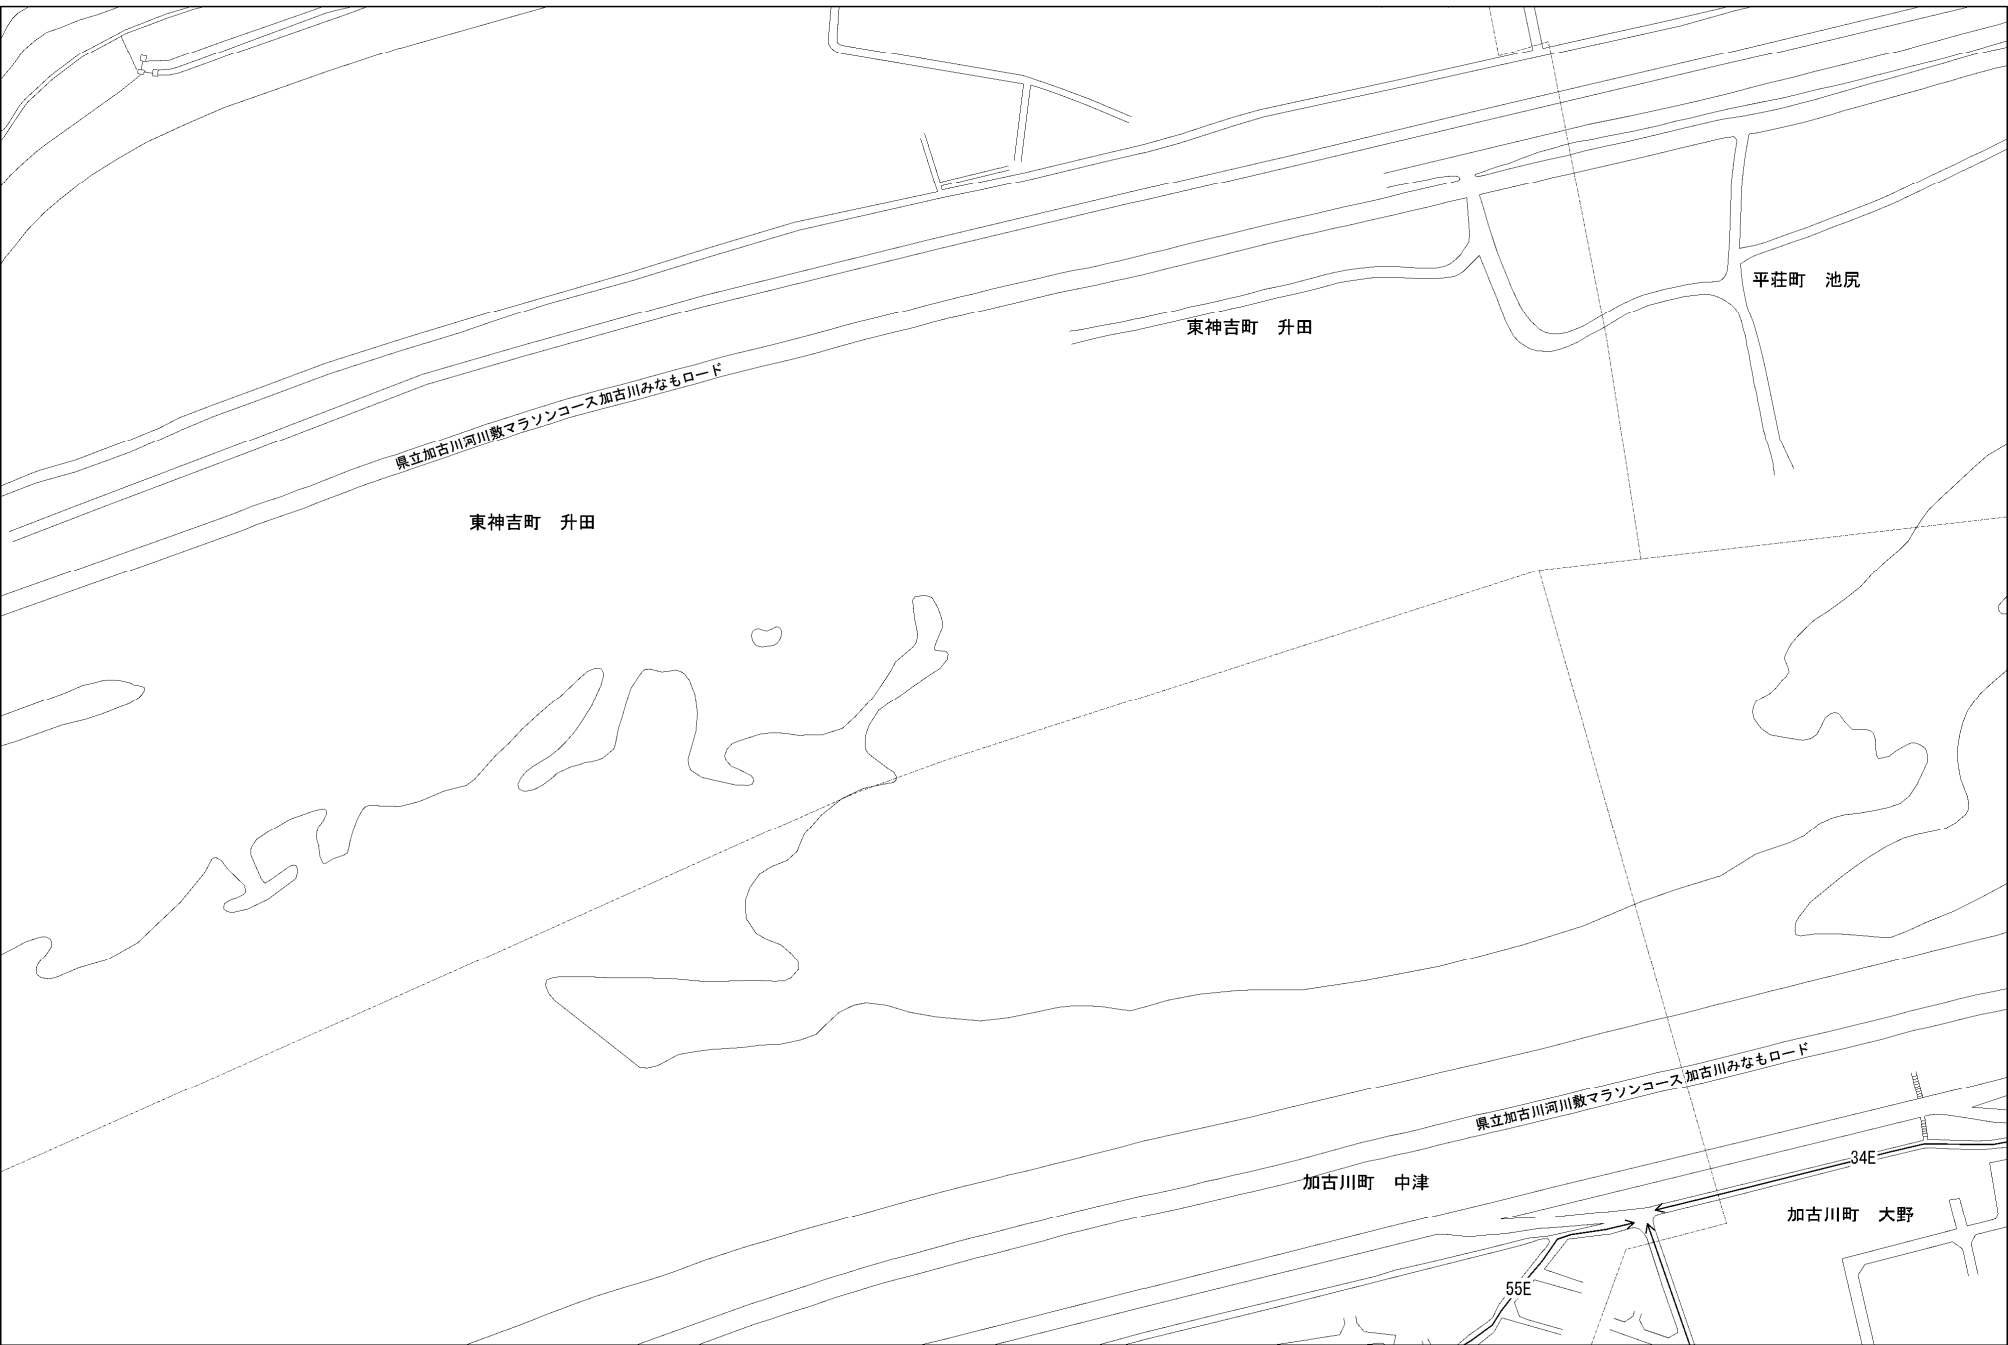 平荘町　池尻
東神吉町　升田
県立加古川河川敷マラソンコース加古川みなもロード
東神吉町　升田
県立加古川河川敷マラソンコース加古川みなもロード
34E
加古川町　中津
加古川町　大野
55E